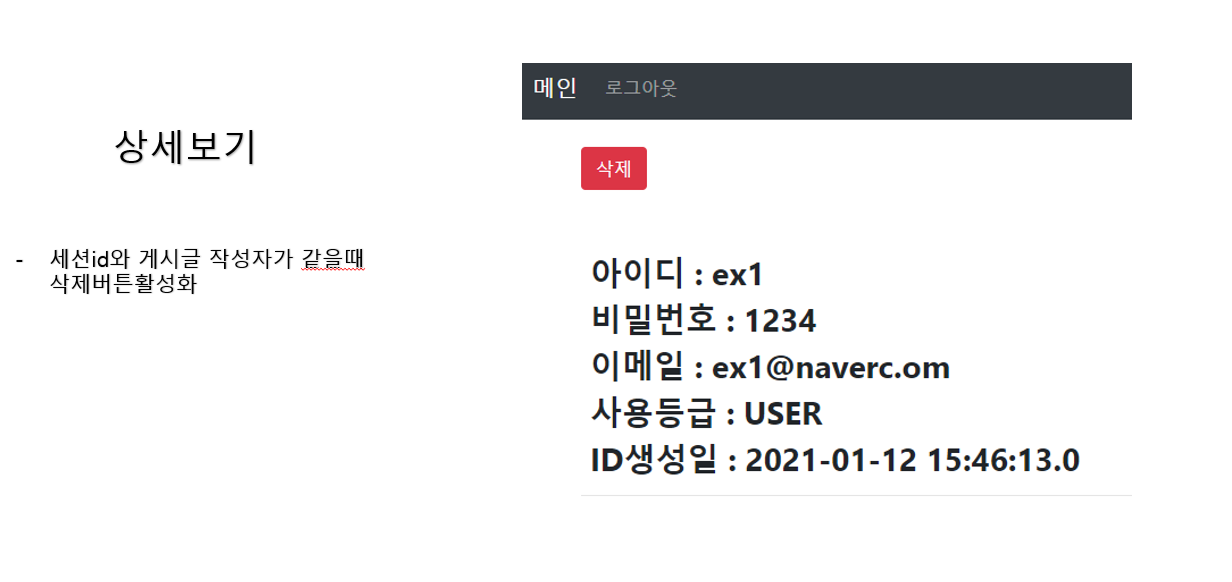 상세보기
- 세션id와 게시글 작성자가 같을때
삭제버튼활성화
메인 로그아웃
삭제
아이디 : ex1
비밀번호 : 1234
이메일 : ex1@naverc.om
사용등급 : USER
ID생성일 : 2021-01-12 15:46:13.0